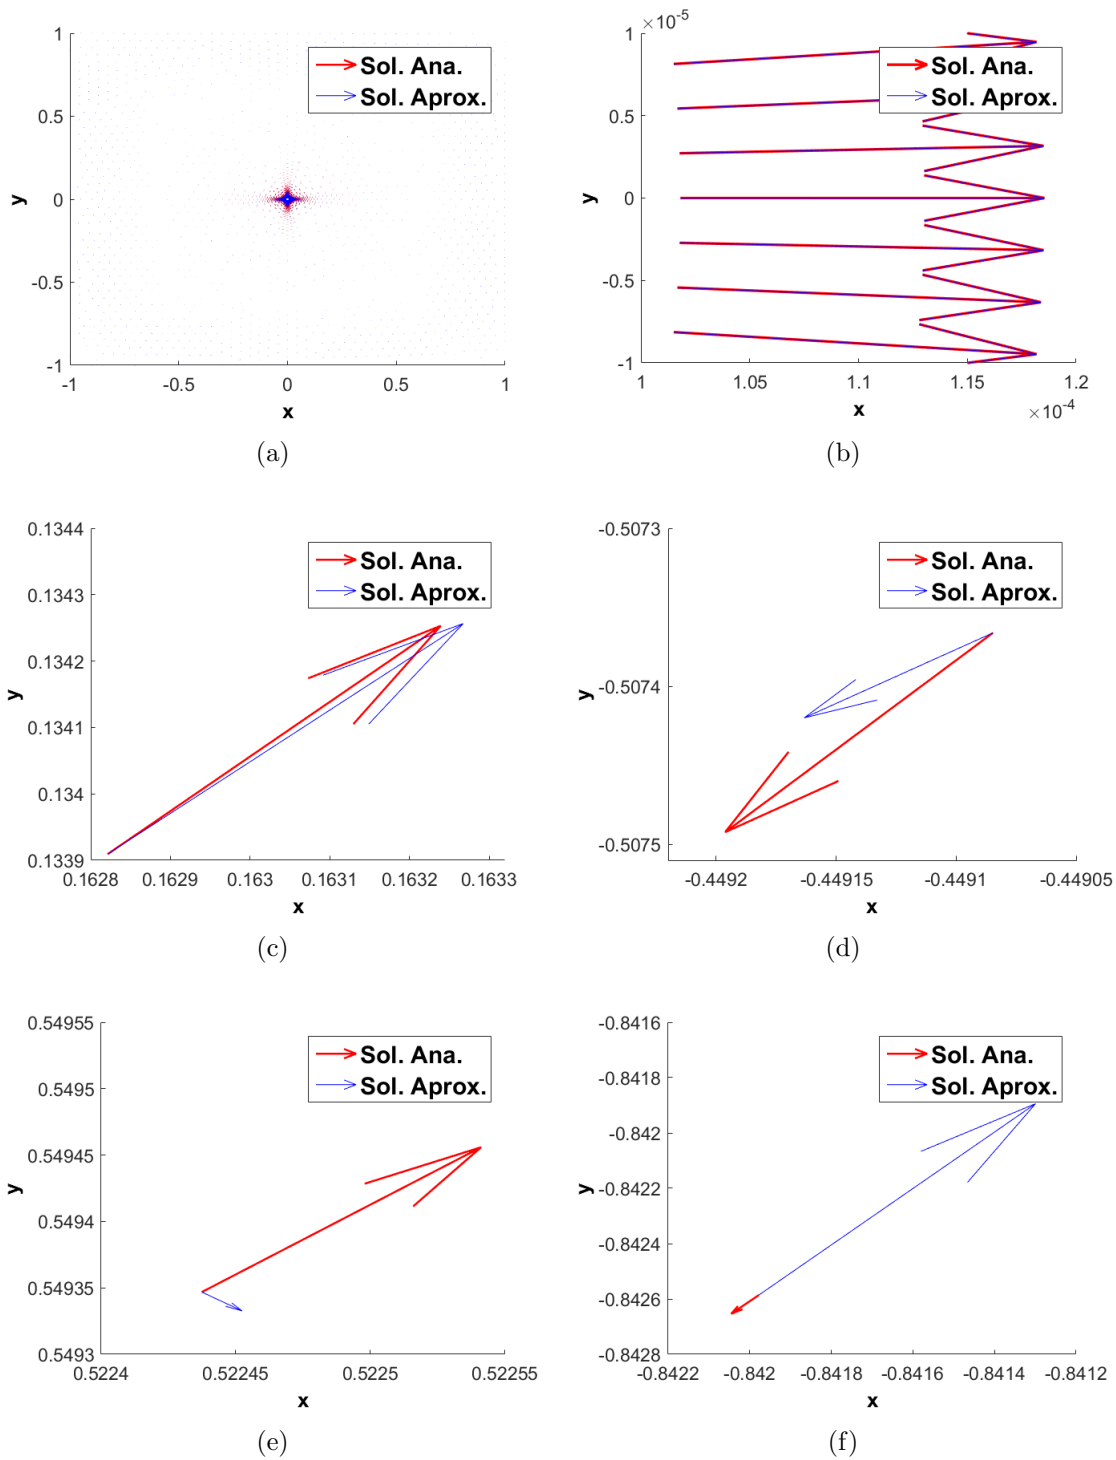 1
0.5
0
-0.5
-1
y
-1
-0.5
0
0.5
1
x
Sol. Ana.
Sol. Aprox.
(a)
×10⁻⁵
1
5
0
-5
-1
y
1
1.05
1.1
1.15
1.2
×10⁻⁴
x
Sol. Ana.
Sol. Aprox.
(b)
0.1344
0.1343
0.1342
0.1341
0.134
0.1339
y
0.1628
0.1629
0.163
0.1631
0.1632
0.1633
x
Sol. Ana.
Sol. Aprox.
(c)
-0.5073
-0.5074
-0.5075
y
-0.4492
-0.44915
-0.4491
-0.44905
x
Sol. Ana.
Sol. Aprox.
(d)
0.54955
0.5495
0.54945
0.5494
0.54935
0.5493
y
0.5224
0.52245
0.5225
0.52255
x
Sol. Ana.
Sol. Aprox.
(e)
-0.8416
-0.8418
-0.842
-0.8422
-0.8424
-0.8426
-0.8428
y
-0.8422
-0.842
-0.8418
-0.8416
-0.8414
-0.8412
x
Sol. Ana.
Sol. Aprox.
(f)